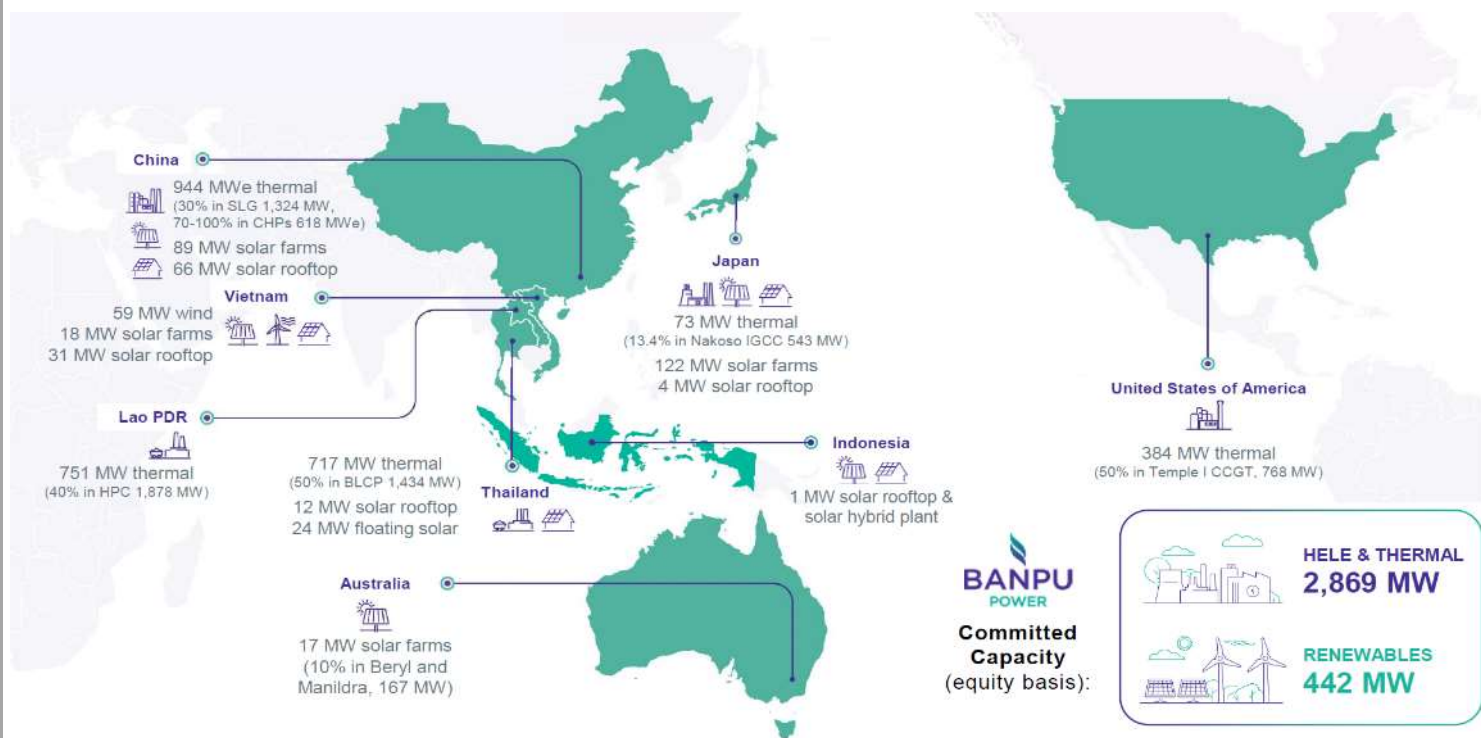 China
944 MWe thermal
(30% in SLG 1,324 MW,
70-100% in CHPs 618 MWe)
89 MW solar farms
66 MW solar rooftop
Vietnam
59 MW wind
18 MW solar farms
31 MW solar rooftop
Lao PDR
751 MW thermal
(40% in HPC 1,878 MW)
717 MW thermal
(50% in BLCP 1,434 MW)
Thailand
12 MW solar rooftop
24 MW floating solar
Japan
73 MW thermal
(13.4% in Nakoso IGCC 543 MW)
122 MW solar farms
4 MW solar rooftop
Indonesia
1 MW solar rooftop &
solar hybrid plant
Australia
17 MW solar farms
(10% in Beryl and
Manildra, 167 MW)
United States of America
384 MW thermal
(50% in Temple I CCGT, 768 MW)
BANPU
POWER
Committed
Capacity
(equity basis):
HELE & THERMAL
2,869 MW
RENEWABLES
442 MW